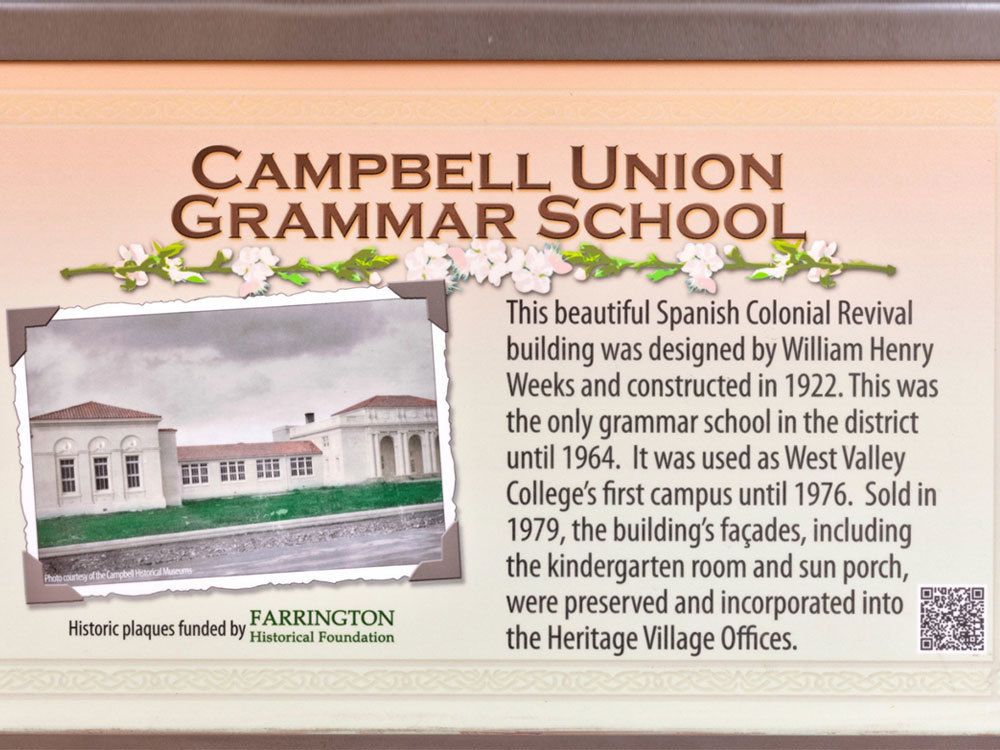 CAMPBELL UNION
GRAMMAR SCHOOL
This beautiful Spanish Colonial Revival
building was designed by William Henry
Weeks and constructed in 1922. This was
the only grammar school in the district
until 1964.  It was used as West Valley
College's first campus until 1976.  Sold in
1979, the building's façades, including
the kindergarten room and sun porch,
were preserved and incorporated into
the Heritage Village Offices.
Photo courtesy of the Campbell Historical Museums
Historic plaques funded by FARRINGTON
Historical Foundation